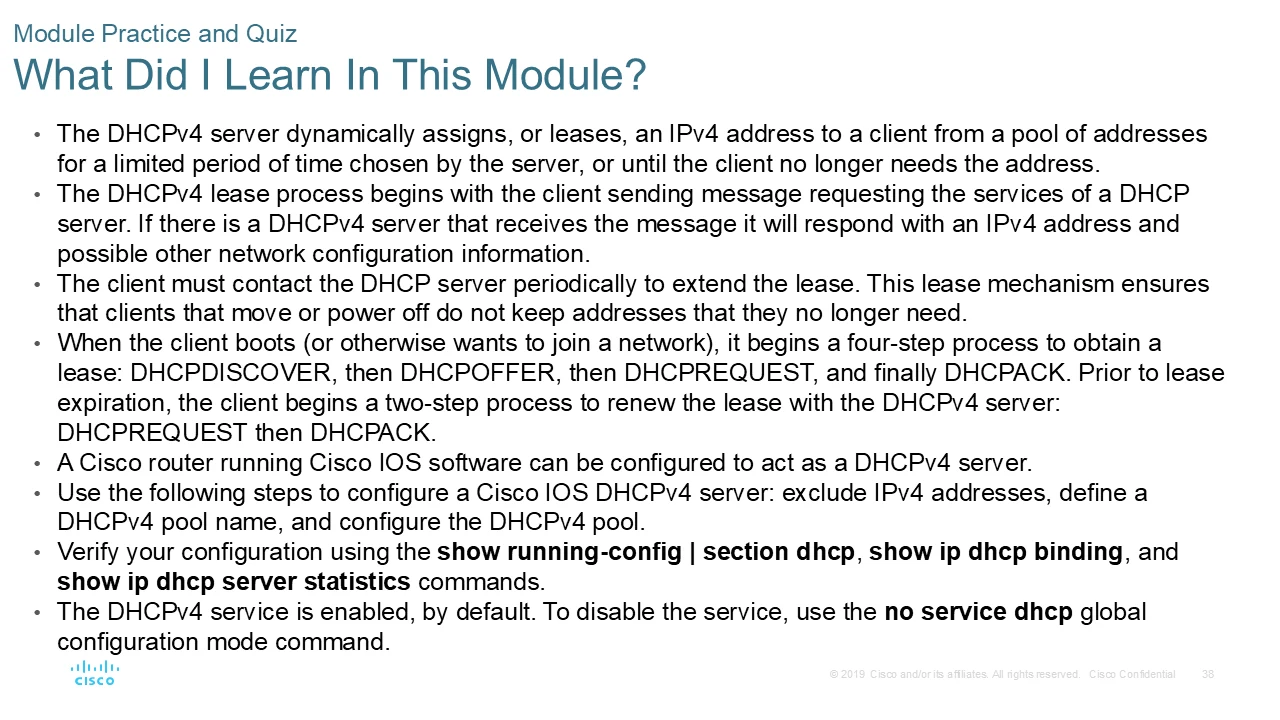 Module Practice and Quiz
What Did I Learn In This Module?
• The DHCPv4 server dynamically assigns, or leases, an IPv4 address to a client from a pool of addresses
for a limited period of time chosen by the server, or until the client no longer needs the address.
• The DHCPv4 lease process begins with the client sending message requesting the services of a DHCP
server. If there is a DHCPv4 server that receives the message it will respond with an IPv4 address and
possible other network configuration information.
• The client must contact the DHCP server periodically to extend the lease. This lease mechanism ensures
that clients that move or power off do not keep addresses that they no longer need.
• When the client boots (or otherwise wants to join a network), it begins a four-step process to obtain a
lease: DHCPDISCOVER, then DHCPOFFER, then DHCPREQUEST, and finally DHCPACK. Prior to lease
expiration, the client begins a two-step process to renew the lease with the DHCPv4 server:
DHCPREQUEST then DHCPACK.
• A Cisco router running Cisco IOS software can be configured to act as a DHCPv4 server.
• Use the following steps to configure a Cisco IOS DHCPv4 server: exclude IPv4 addresses, define a
DHCPv4 pool name, and configure the DHCPv4 pool.
• Verify your configuration using the show running-config | section dhcp, show ip dhcp binding, and
show ip dhcp server statistics commands.
• The DHCPv4 service is enabled, by default. To disable the service, use the no service dhcp global
configuration mode command.
CISCO
© 2019 Cisco and/or its affiliates. All rights reserved. Cisco Confidential 38